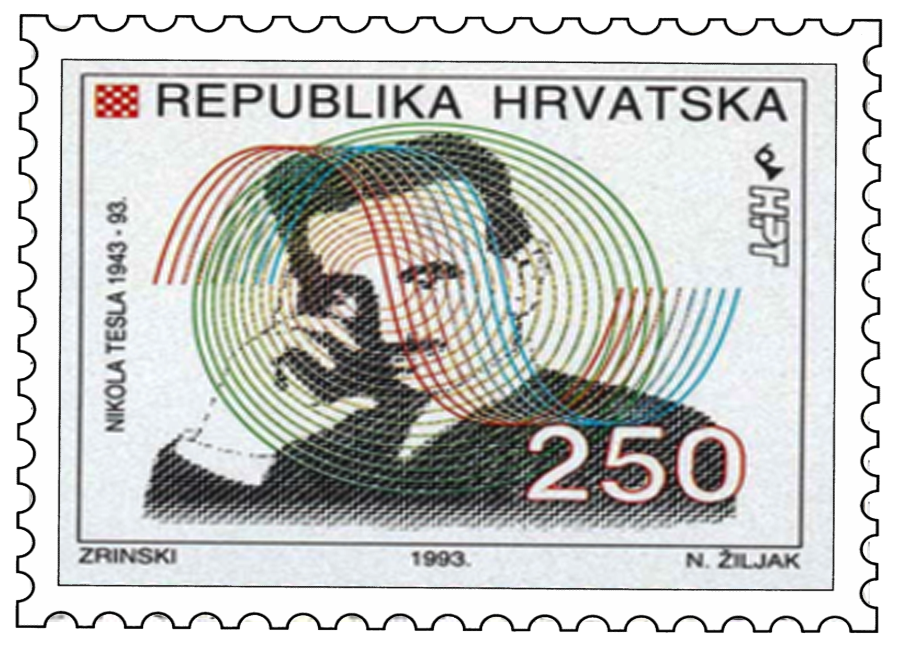 REPUBLIKA HRVATSKA
HPT
NIKOLA TESLA 1943 - 93.
250
ZRINSKI 1993. N. ŽILJAK